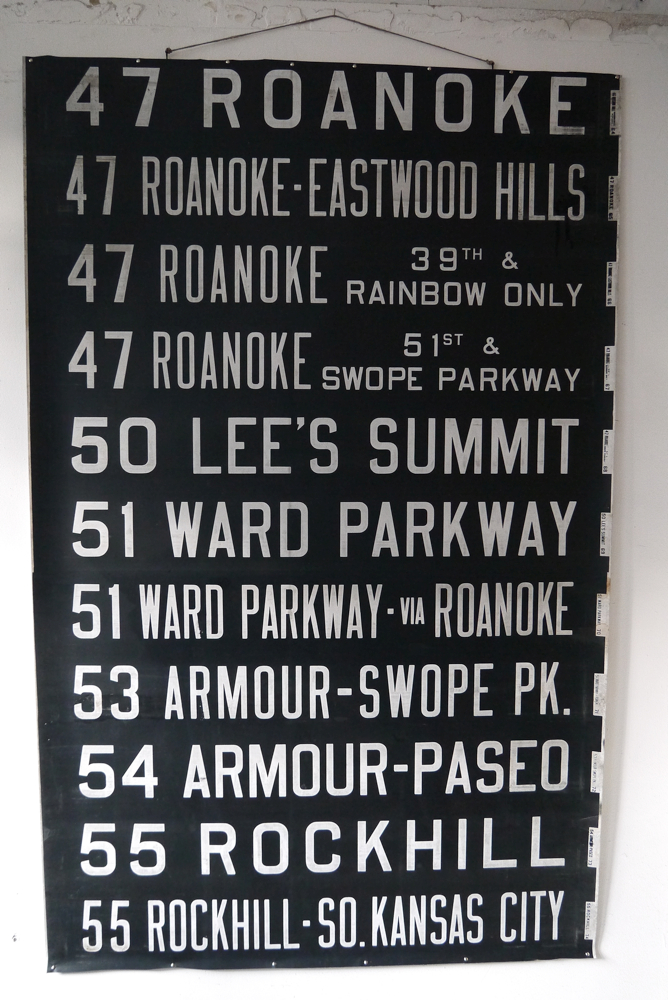 47 ROANOKE
47 ROANOKE-EASTWOOD HILLS
47 ROANOKE 39TH & RAINBOW ONLY
47 ROANOKE 51ST & SWOPE PARKWAY
50 LEE'S SUMMIT
51 WARD PARKWAY
51 WARD PARKWAY-VIA ROANOKE
53 ARMOUR-SWOPE PK.
54 ARMOUR-PASEO
55 ROCKHILL
55 ROCKHILL-SO. KANSAS CITY